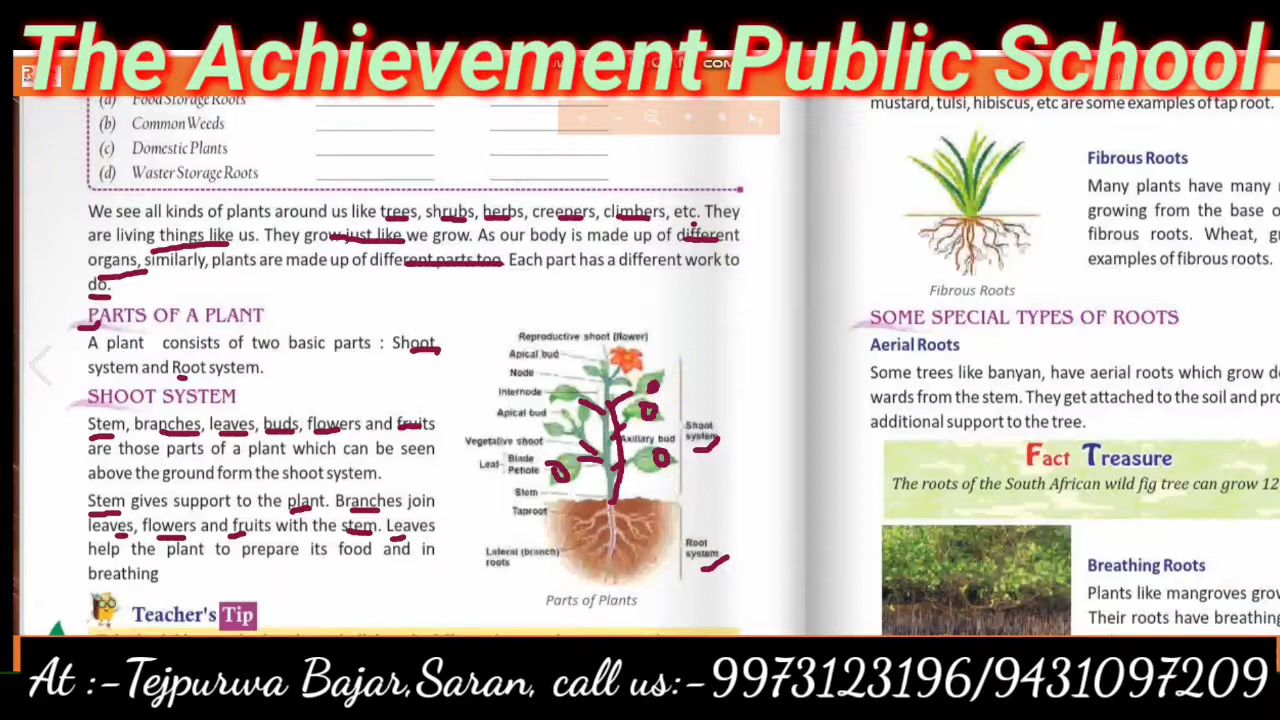 The Achievement Public School
(a) Food Storage Roots
(b) Common Weeds
(c) Domestic Plants
(d) Waster Storage Roots
We see all kinds of plants around us like trees, shrubs, herbs, creepers, climbers, etc. They
are living things like us. They grow just like we grow. As our body is made up of different
organs, similarly, plants are made up of different parts too. Each part has a different work to
do.
PARTS OF A PLANT
A plant consists of two basic parts : Shoot
system and Root system.
SHOOT SYSTEM
Stem, branches, leaves, buds, flowers and fruits
are those parts of a plant which can be seen
above the ground form the shoot system.
Stem gives support to the plant. Branches join
leaves, flowers and fruits with the stem. Leaves
help the plant to prepare its food and in
breathing
Reproductive shoot (flower)
Apical bud
Node
Internode
Apical bud
Vegetative shoot
Leaf
Blade
Petiole
Stem
Taproot
Lateral (branch)
roots
Axillary bud
Shoot
system
Root
system
Parts of Plants
Teacher's Tip
mustard, tulsi, hibiscus, etc are some examples of tap root.
Fibrous Roots
Many plants have many
growing from the base o
fibrous roots. Wheat, g
examples of fibrous roots.
Fibrous Roots
SOME SPECIAL TYPES OF ROOTS
Aerial Roots
Some trees like banyan, have aerial roots which grow d
wards from the stem. They get attached to the soil and pro
additional support to the tree.
Fact Treasure
The roots of the South African wild fig tree can grow 12
Breathing Roots
Plants like mangroves grow
Their roots have breathing
At :-Tejpurwa Bajar,Saran, call us:-9973123196/9431097209